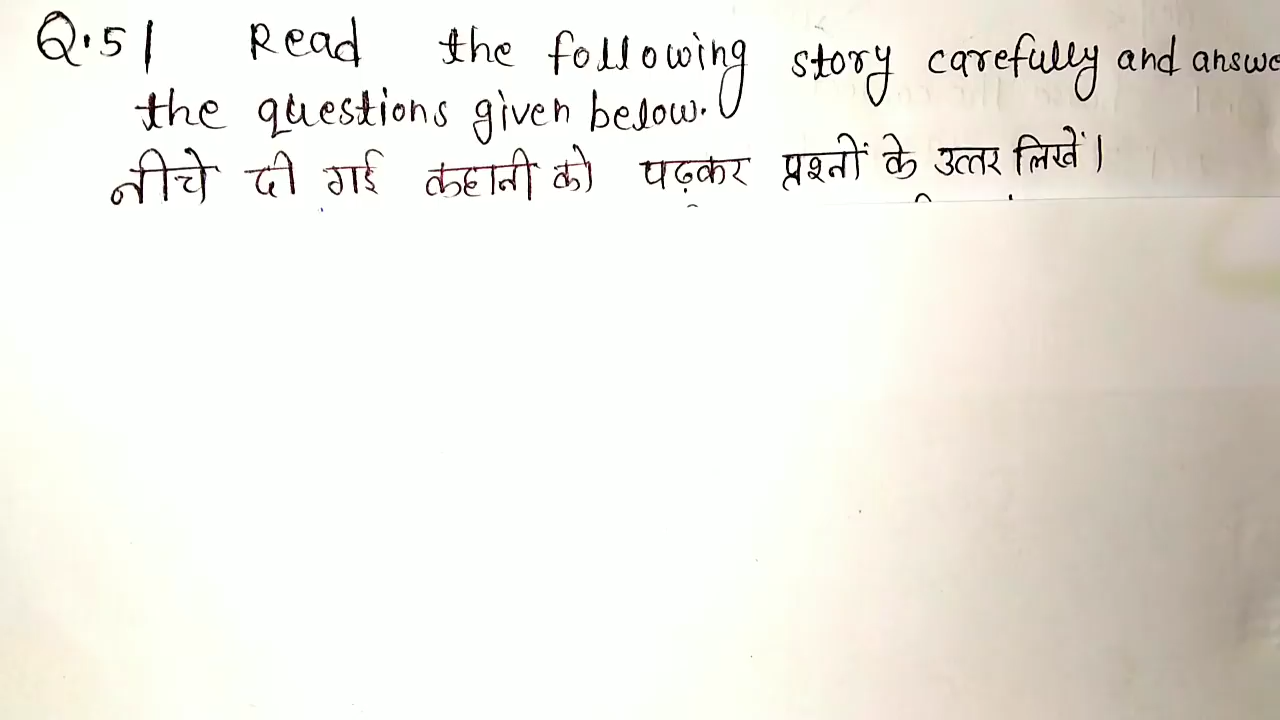 Q.5| Read the following story carefully and answe
the questions given below.
नीचे दी गई कहानी को पढ़कर प्रश्नों के उत्तर लिखें।